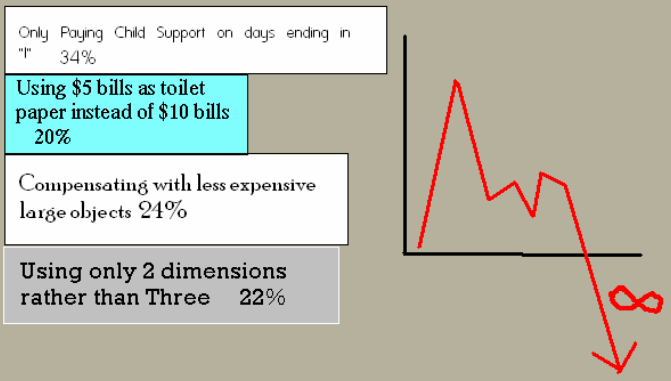 Only Paying Child Support on days ending in
"l" 34%
Using $5 bills as toilet
paper instead of $10 bills
20%
Compensating with less expensive
large objects 24%
Using only 2 dimensions
rather than Three 22%
∞